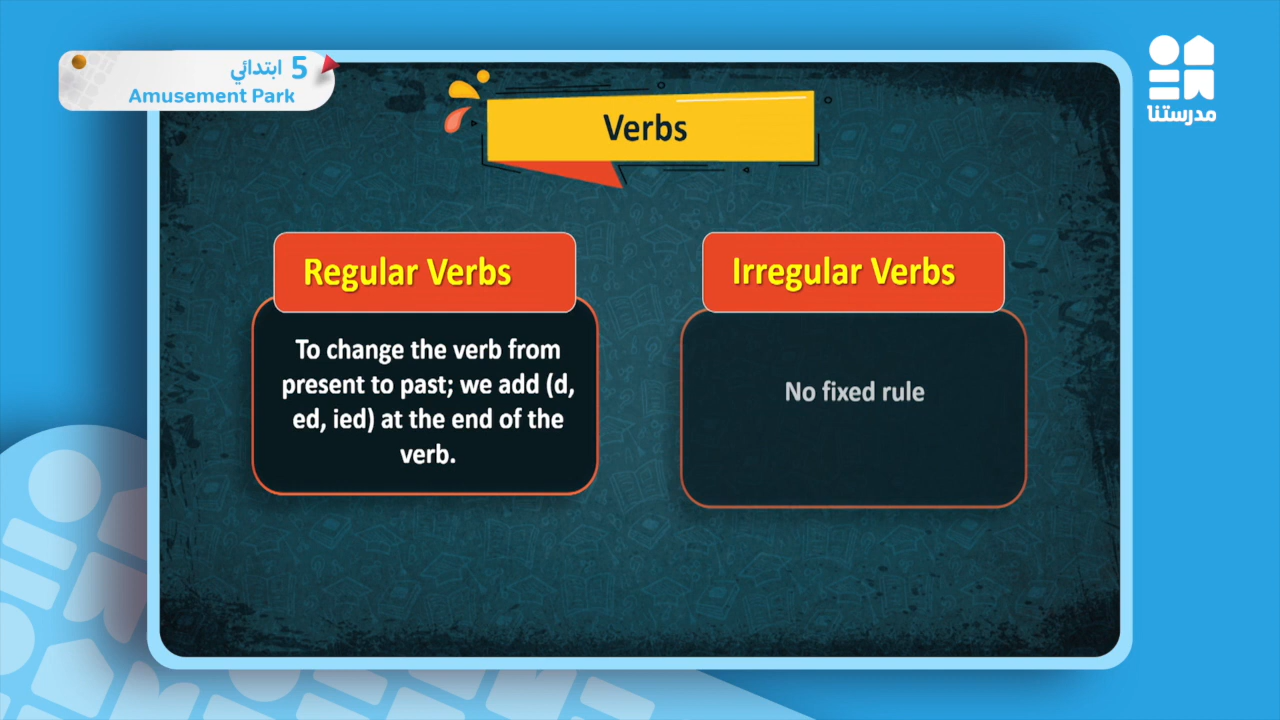 5 ابتدائي
Amusement Park
مدرستنا
Verbs
Regular Verbs
To change the verb from
present to past; we add (d,
ed, ied) at the end of the
verb.
Irregular Verbs
No fixed rule